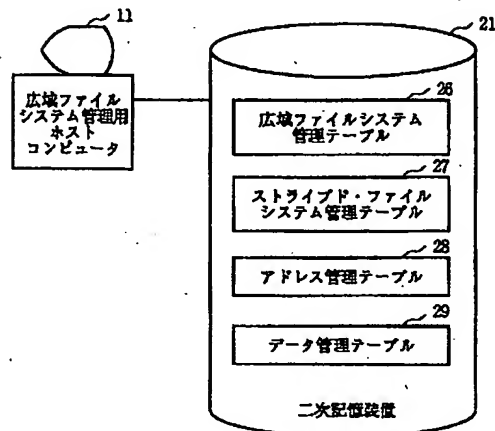 11
広域ファイル
システム管理用
ホスト
コンピュータ
21
26
広域ファイルシステム
管理テーブル
27
ストライプド・ファイル
システム管理テーブル
28
アドレス管理テーブル
29
データ管理テーブル
二次記憶装置